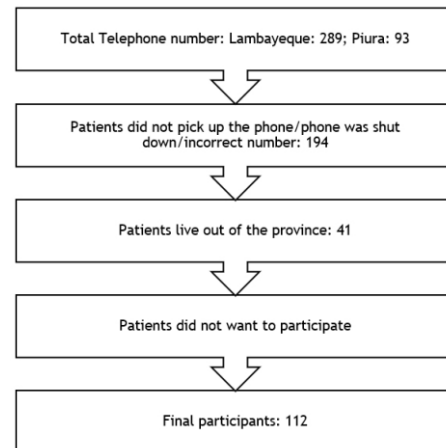 Total Telephone number: Lambayeque: 289; Piura: 93
Patients did not pick up the phone/phone was shut
down/incorrect number: 194
Patients live out of the province: 41
Patients did not want to participate
Final participants: 112